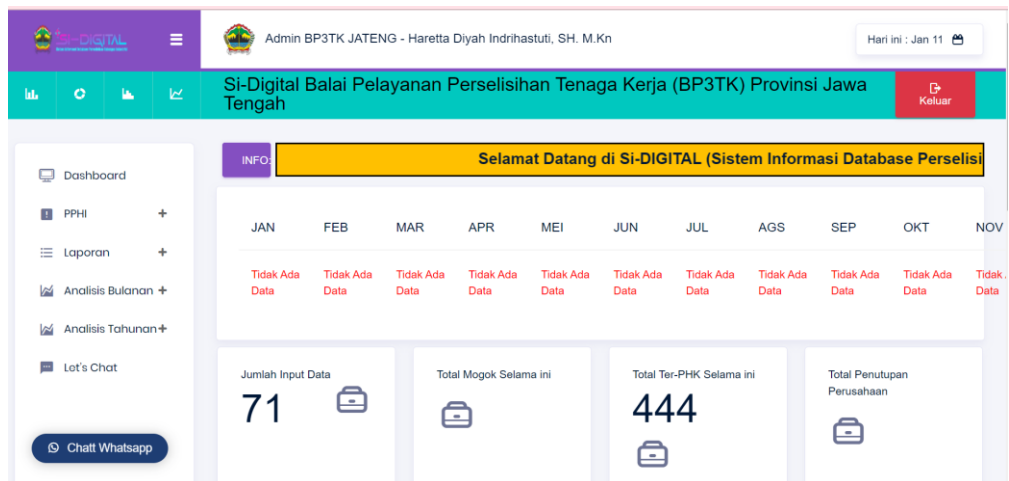 Si-DIGITAL
Admin BP3TK JATENG - Haretta Diyah Indrihastuti, SH. M.Kn
Hari ini : Jan 11
Si-Digital Balai Pelayanan Perselisihan Tenaga Kerja (BP3TK) Provinsi Jawa
Tengah
Keluar
INFO:
Selamat Datang di Si-DIGITAL (Sistem Informasi Database Perselisi
Dashboard
PPHI +
Laporan +
Analisis Bulanan +
Analisis Tahunan +
Let's Chat
Chatt Whatsapp
JAN FEB MAR APR MEI JUN JUL AGS SEP OKT NOV
Tidak Ada Tidak Ada Tidak Ada Tidak Ada Tidak Ada Tidak Ada Tidak Ada Tidak Ada Tidak Ada Tidak Ada Tidak
Data Data Data Data Data Data Data Data Data Data Data
Jumlah Input Data
71
Total Mogok Selama ini
Total Ter-PHK Selama ini
444
Total Penutupan
Perusahaan